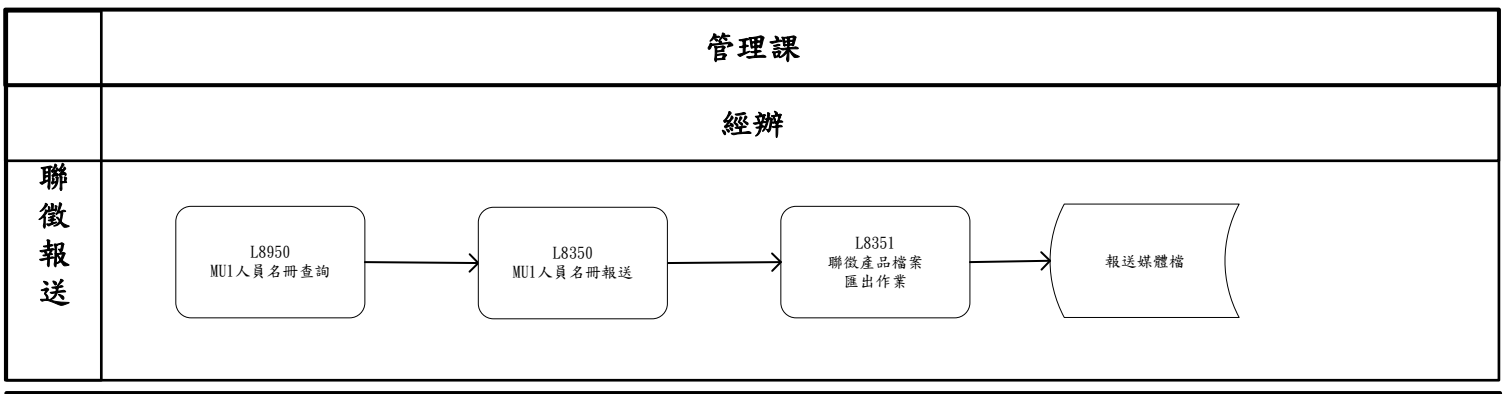 管理課
經辦
聯
徵
報
送
L8950
MU1人員名冊查詢
L8350
MU1人員名冊報送
L8351
聯徵產品檔案
匯出作業
報送媒體檔